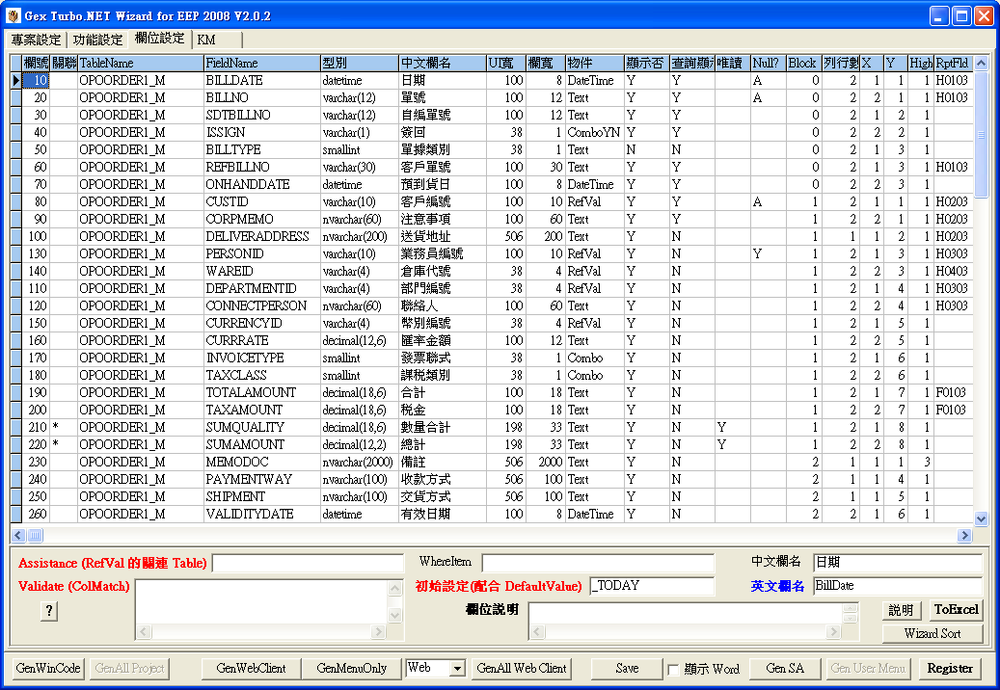 Gex Turbo.NET Wizard for EEP 2008 V2.0.2
專案設定 功能設定 欄位設定 KM
欄號 關聯 TableName FieldName 型別 中文欄名 UI寬 欄寬 物件 顯示否 查詢顯示 唯讀 Null? Block 列行數 X Y High RptFld
10 OPOORDER1_M BILLDATE datetime 日期 100 8 DateTime Y Y A 0 2 1 1 1 H0103
20 OPOORDER1_M BILLNO varchar(12) 單號 100 12 Text Y Y A 0 2 2 1 1 H0103
30 OPOORDER1_M SDTBILLNO varchar(12) 自編單號 100 12 Text Y Y 0 2 1 2 1
40 OPOORDER1_M ISSIGN varchar(1) 簽回 38 1 ComboYN Y Y 0 2 2 2 1
50 OPOORDER1_M BILLTYPE smallint 單據類別 38 1 Text N N 0 2 1 3 1
60 OPOORDER1_M REFBILLNO varchar(30) 客戶單號 100 30 Text Y Y 0 2 1 3 1 H0103
70 OPOORDER1_M ONHANDDATE datetime 預到貨日 100 8 DateTime Y Y 0 2 2 3 1
80 OPOORDER1_M CUSTID varchar(10) 客戶編號 100 10 RefVal Y Y A 1 2 1 1 1 H0203
90 OPOORDER1_M CORPMEMO nvarchar(60) 注意事項 100 60 Text Y Y 1 2 2 1 1 H0203
100 OPOORDER1_M DELIVERADDRESS nvarchar(200) 送貨地址 506 200 Text Y N 1 1 1 2 1 H0203
130 OPOORDER1_M PERSONID varchar(10) 業務員編號 100 10 RefVal Y N Y 1 2 1 3 1 H0303
140 OPOORDER1_M WAREID varchar(4) 倉庫代號 38 4 RefVal Y N 1 2 2 3 1 H0403
110 OPOORDER1_M DEPARTMENTID varchar(4) 部門編號 38 4 RefVal Y N 1 2 1 4 1 H0303
120 OPOORDER1_M CONNECTPERSON nvarchar(60) 聯絡人 100 60 Text Y N 1 2 2 4 1 H0303
150 OPOORDER1_M CURRENCYID varchar(4) 幣別編號 38 4 RefVal Y N 1 2 1 5 1
160 OPOORDER1_M CURRRATE decimal(12,6) 匯率金額 100 12 Text Y N 1 2 2 5 1
170 OPOORDER1_M INVOICETYPE smallint 發票聯式 38 1 Combo Y N 1 2 1 6 1
180 OPOORDER1_M TAXCLASS smallint 課稅類別 38 1 Combo Y N 1 2 2 6 1
190 OPOORDER1_M TOTALAMOUNT decimal(18,6) 合計 100 18 Text Y N 1 2 1 7 1 F0103
200 OPOORDER1_M TAXAMOUNT decimal(18,6) 稅金 100 18 Text Y N 1 2 2 7 1 F0103
210 * OPOORDER1_M SUMQUALITY decimal(18,6) 數量合計 198 33 Text Y N Y 1 2 1 8 1
220 * OPOORDER1_M SUMAMOUNT decimal(12,2) 總計 198 33 Text Y N Y 1 2 2 8 1
230 OPOORDER1_M MEMODOC nvarchar(2000) 備註 506 2000 Text Y N 2 1 1 1 3
240 OPOORDER1_M PAYMENTWAY nvarchar(100) 收款方式 506 100 Text Y N 2 1 1 4 1
250 OPOORDER1_M SHIPMENT nvarchar(100) 交貨方式 506 100 Text Y N 2 1 1 5 1
260 OPOORDER1_M VALIDITYDATE datetime 有效日期 100 8 DateTime Y N 2 2 1 6 1
Assistance (RefVal 的關連 Table) WhereItem 中文欄名 日期
Validate (ColMatch) 初始設定(配合 DefaultValue) _TODAY 英文欄名 BillDate
? 欄位說明 說明 ToExcel
Wizard Sort
GenWinCode GenAll Project GenWebClient GenMenuOnly Web GenAll Web Client Save 顯示 Word Gen SA Gen User Menu Register